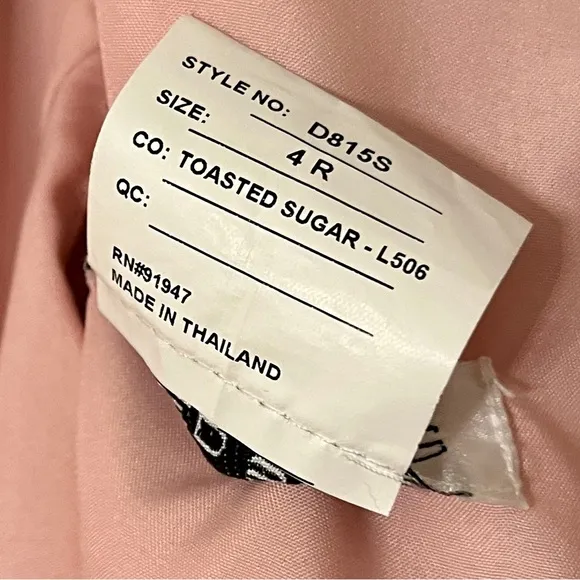 STYLE NO: D815S
SIZE: 4 R
CO: TOASTED SUGAR - L506
QC:
RN#91947
MADE IN THAILAND